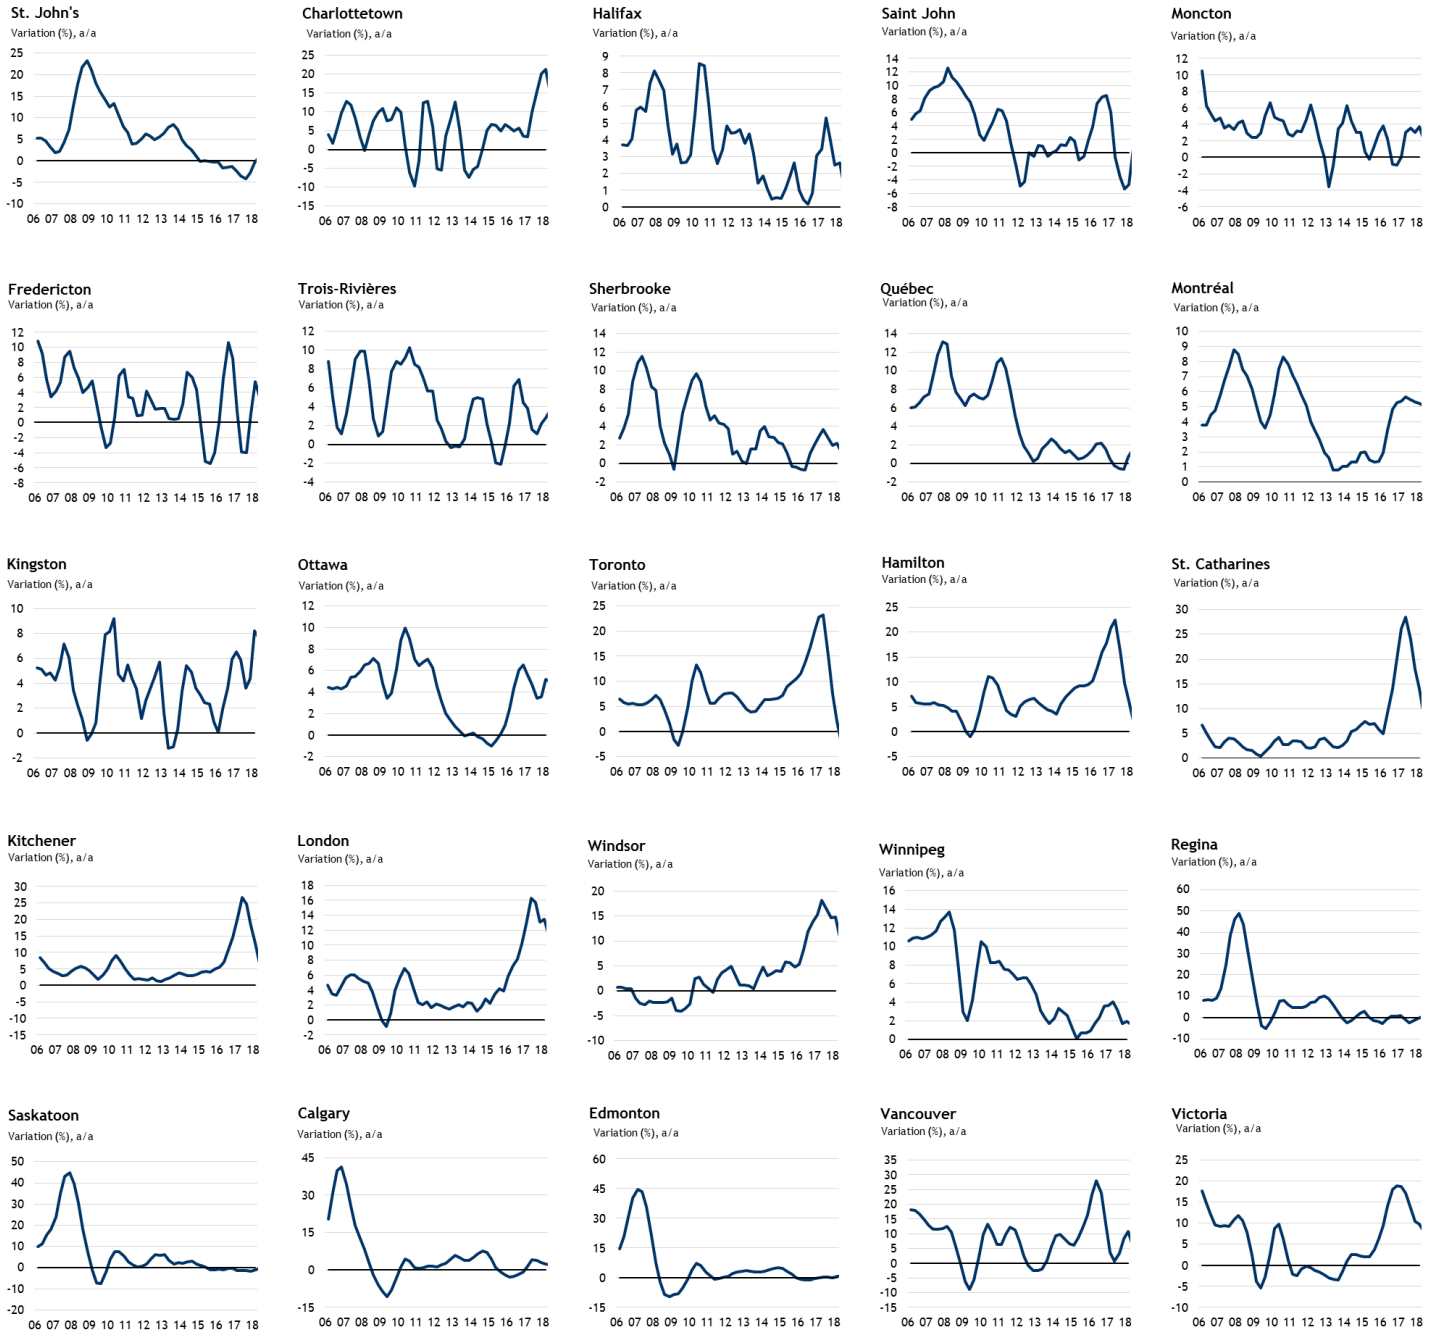 St. John's
Variation (%), a/a
25
20
15
10
5
0
-5
-10
06 07 08 09 10 11 12 13 14 15 16 17 18
Charlottetown
Variation (%), a/a
25
20
15
10
5
0
-5
-10
-15
06 07 08 09 10 11 12 13 14 15 16 17 18
Halifax
Variation (%), a/a
9
8
7
6
5
4
3
2
1
0
06 07 08 09 10 11 12 13 14 15 16 17 18
Saint John
Variation (%), a/a
14
12
10
8
6
4
2
0
-2
-4
-6
-8
06 07 08 09 10 11 12 13 14 15 16 17 18
Moncton
Variation (%), a/a
12
10
8
6
4
2
0
-2
-4
-6
06 07 08 09 10 11 12 13 14 15 16 17 18
Fredericton
Variation (%), a/a
12
10
8
6
4
2
0
-2
-4
-6
-8
06 07 08 09 10 11 12 13 14 15 16 17 18
Trois-Rivières
Variation (%), a/a
12
10
8
6
4
2
0
-2
-4
06 07 08 09 10 11 12 13 14 15 16 17 18
Sherbrooke
Variation (%), a/a
14
12
10
8
6
4
2
0
-2
06 07 08 09 10 11 12 13 14 15 16 17 18
Québec
Variation (%), a/a
14
12
10
8
6
4
2
0
-2
06 07 08 09 10 11 12 13 14 15 16 17 18
Montréal
Variation (%), a/a
10
9
8
7
6
5
4
3
2
1
0
06 07 08 09 10 11 12 13 14 15 16 17 18
Kingston
Variation (%), a/a
10
8
6
4
2
0
-2
06 07 08 09 10 11 12 13 14 15 16 17 18
Ottawa
Variation (%), a/a
12
10
8
6
4
2
0
-2
06 07 08 09 10 11 12 13 14 15 16 17 18
Toronto
Variation (%), a/a
25
20
15
10
5
0
-5
06 07 08 09 10 11 12 13 14 15 16 17 18
Hamilton
Variation (%), a/a
25
20
15
10
5
0
-5
06 07 08 09 10 11 12 13 14 15 16 17 18
St. Catharines
Variation (%), a/a
30
25
20
15
10
5
0
06 07 08 09 10 11 12 13 14 15 16 17 18
Kitchener
Variation (%), a/a
30
25
20
15
10
5
0
-5
-10
-15
06 07 08 09 10 11 12 13 14 15 16 17 18
London
Variation (%), a/a
18
16
14
12
10
8
6
4
2
0
-2
06 07 08 09 10 11 12 13 14 15 16 17 18
Windsor
Variation (%), a/a
20
15
10
5
0
-5
-10
06 07 08 09 10 11 12 13 14 15 16 17 18
Winnipeg
Variation (%), a/a
16
14
12
10
8
6
4
2
0
06 07 08 09 10 11 12 13 14 15 16 17 18
Regina
Variation (%), a/a
60
50
40
30
20
10
0
-10
06 07 08 09 10 11 12 13 14 15 16 17 18
Saskatoon
Variation (%), a/a
50
40
30
20
10
0
-10
-20
06 07 08 09 10 11 12 13 14 15 16 17 18
Calgary
Variation (%), a/a
45
30
15
0
-15
06 07 08 09 10 11 12 13 14 15 16 17 18
Edmonton
Variation (%), a/a
60
45
30
15
0
-15
06 07 08 09 10 11 12 13 14 15 16 17 18
Vancouver
Variation (%), a/a
35
30
25
20
15
10
5
0
-5
-10
-15
06 07 08 09 10 11 12 13 14 15 16 17 18
Victoria
Variation (%), a/a
25
20
15
10
5
0
-5
-10
06 07 08 09 10 11 12 13 14 15 16 17 18